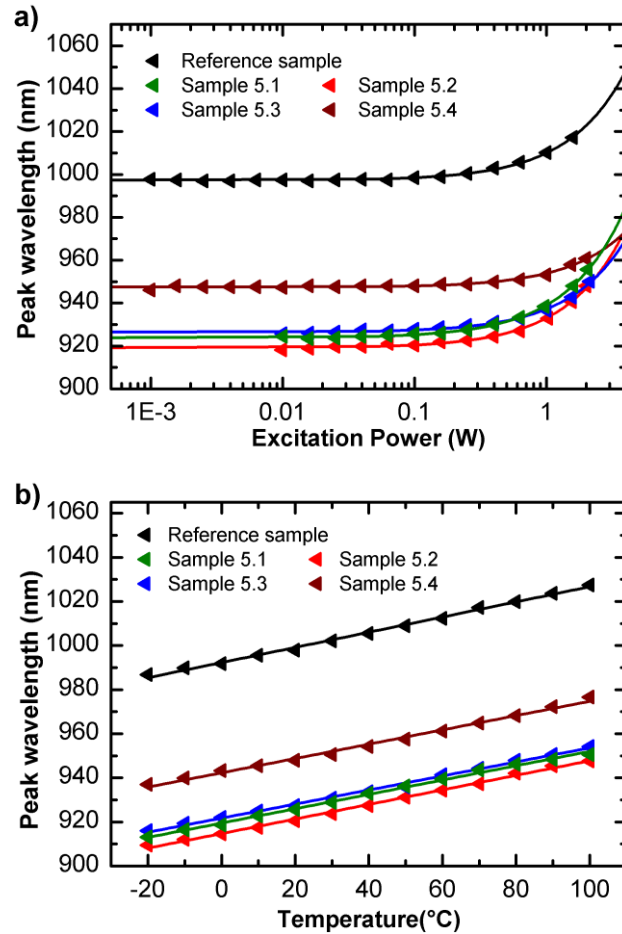 a)
1060
1040
1020
1000
980
960
940
920
900
Peak wavelength (nm)
Reference sample
Sample 5.1 Sample 5.2
Sample 5.3 Sample 5.4
1E-3 0.01 0.1 1
Excitation Power (W)
b)
1060
1040
1020
1000
980
960
940
920
900
Peak wavelength (nm)
Reference sample
Sample 5.1 Sample 5.2
Sample 5.3 Sample 5.4
-20 0 20 40 60 80 100
Temperature(°C)